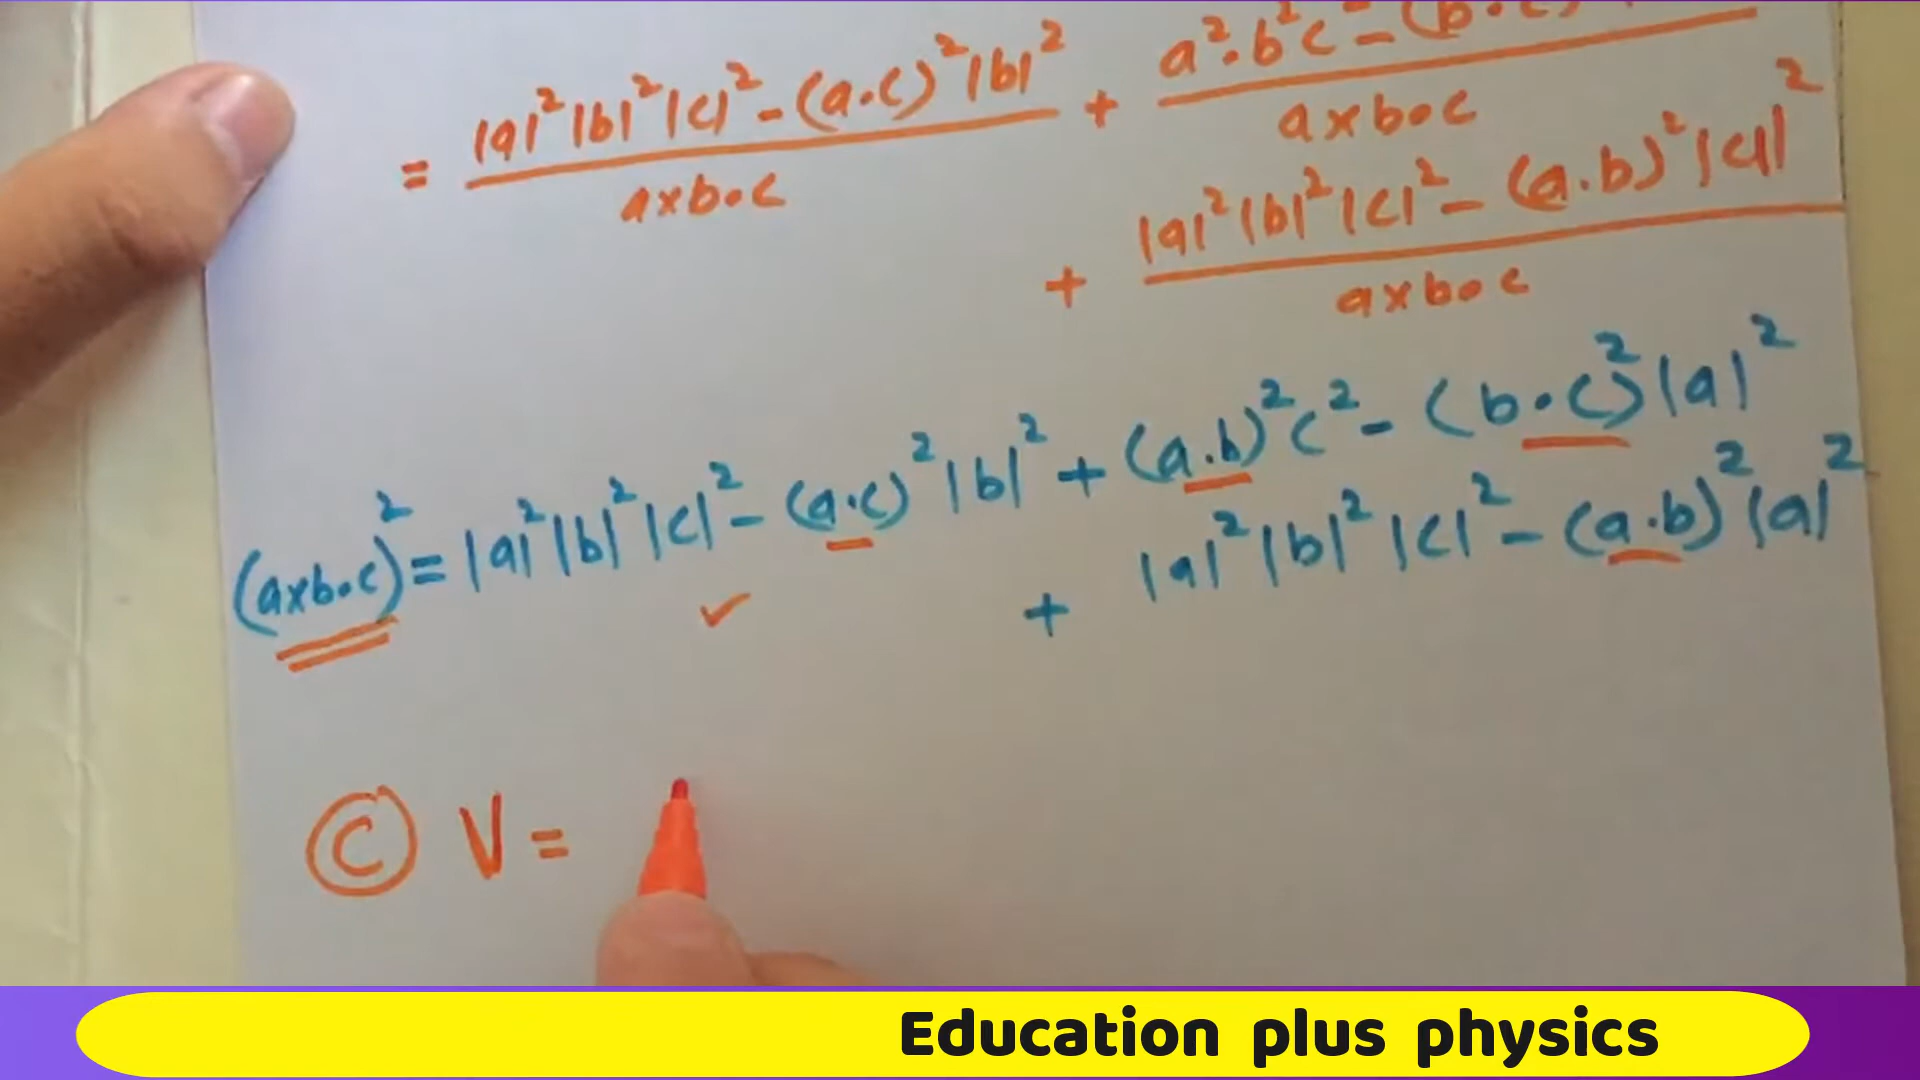 = |a|²|b|²|c|² - (a.c)²|b|² / a×b•c + a².b²c² - (b.c) / a×b•c
+ |a|²|b|²|c|² - (a.b)²|c|² / a×b•c
(a×b•c)² = |a|²|b|²|c|² - (a.c)²|b|² + (a.b)²c² - (b•c)²|a|²
+ |a|²|b|²|c|² - (a.b)²|a|²
✓
C V =
Education plus physics